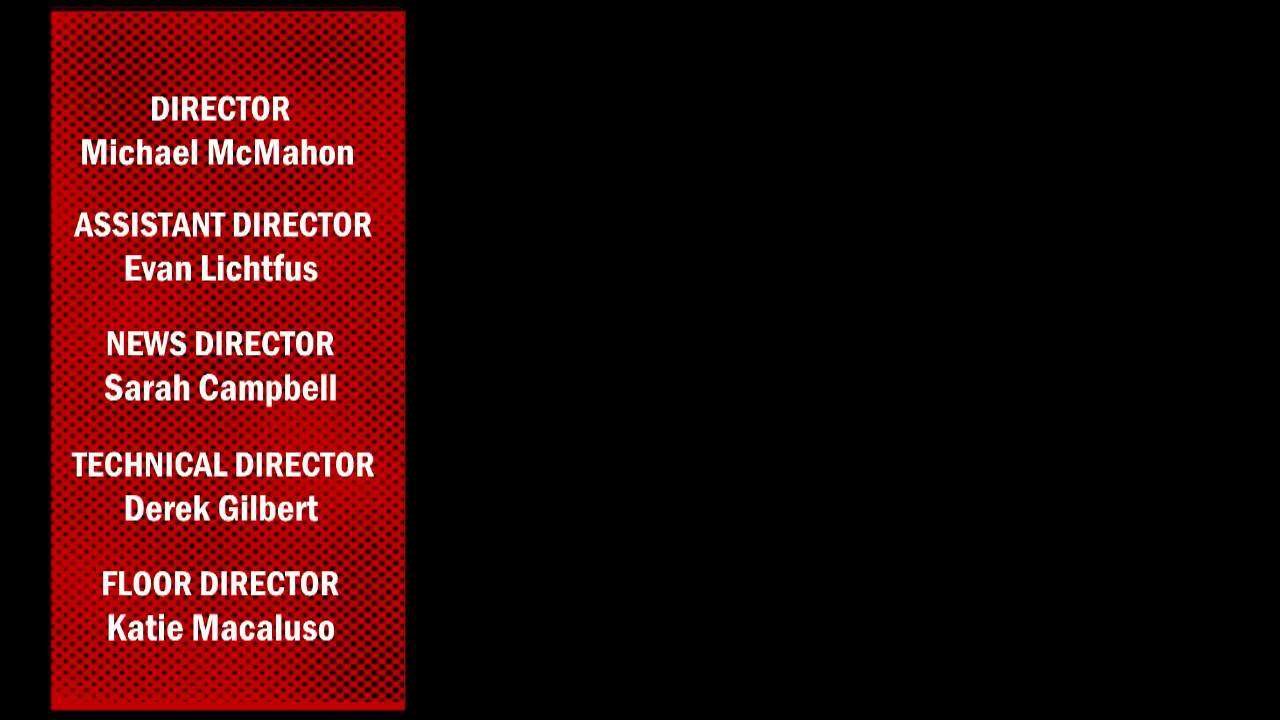 DIRECTOR
Michael McMahon
ASSISTANT DIRECTOR
Evan Lichtfus
NEWS DIRECTOR
Sarah Campbell
TECHNICAL DIRECTOR
Derek Gilbert
FLOOR DIRECTOR
Katie Macaluso